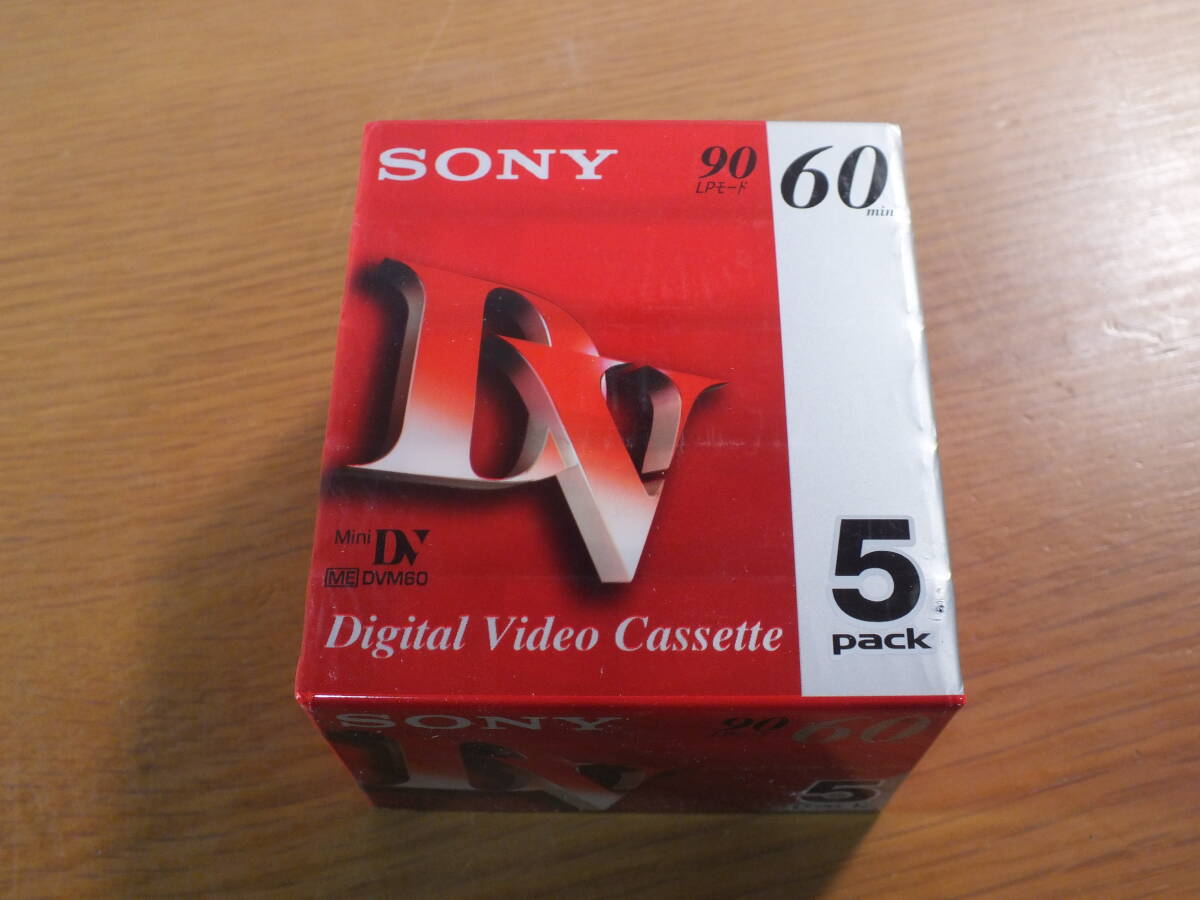 SONY
90
LPモード
60
min
DV
Mini DV
ME DVM60
Digital Video Cassette
5
pack
SONY
90
60
DV
5